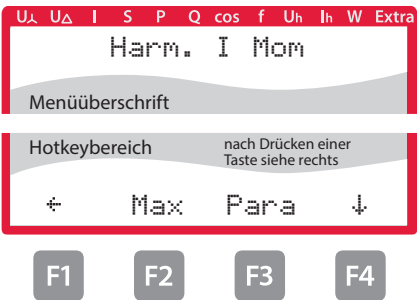 U⅄ U∆ I S P Q cos f Uh Ih W Extra
Harm. I Mom
Menüüberschrift
Hotkeybereich
nach Drücken einer
Taste siehe rechts
← Max Para ↓
F1 F2 F3 F4